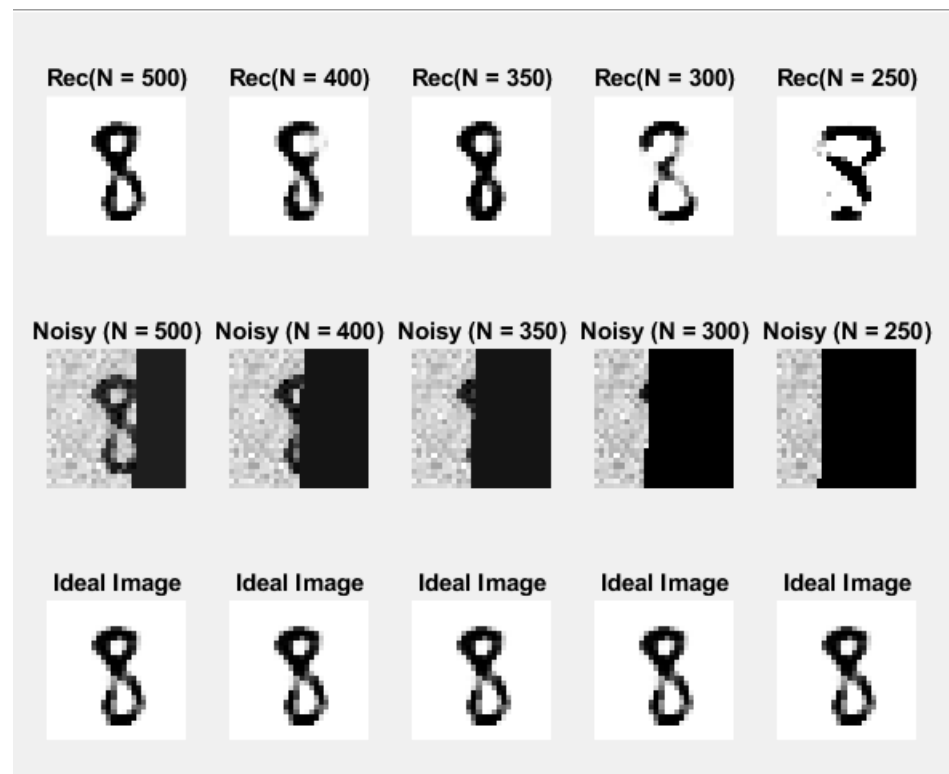 Rec(N = 500) Rec(N = 400) Rec(N = 350) Rec(N = 300) Rec(N = 250)
Noisy (N = 500) Noisy (N = 400) Noisy (N = 350) Noisy (N = 300) Noisy (N = 250)
Ideal Image Ideal Image Ideal Image Ideal Image Ideal Image